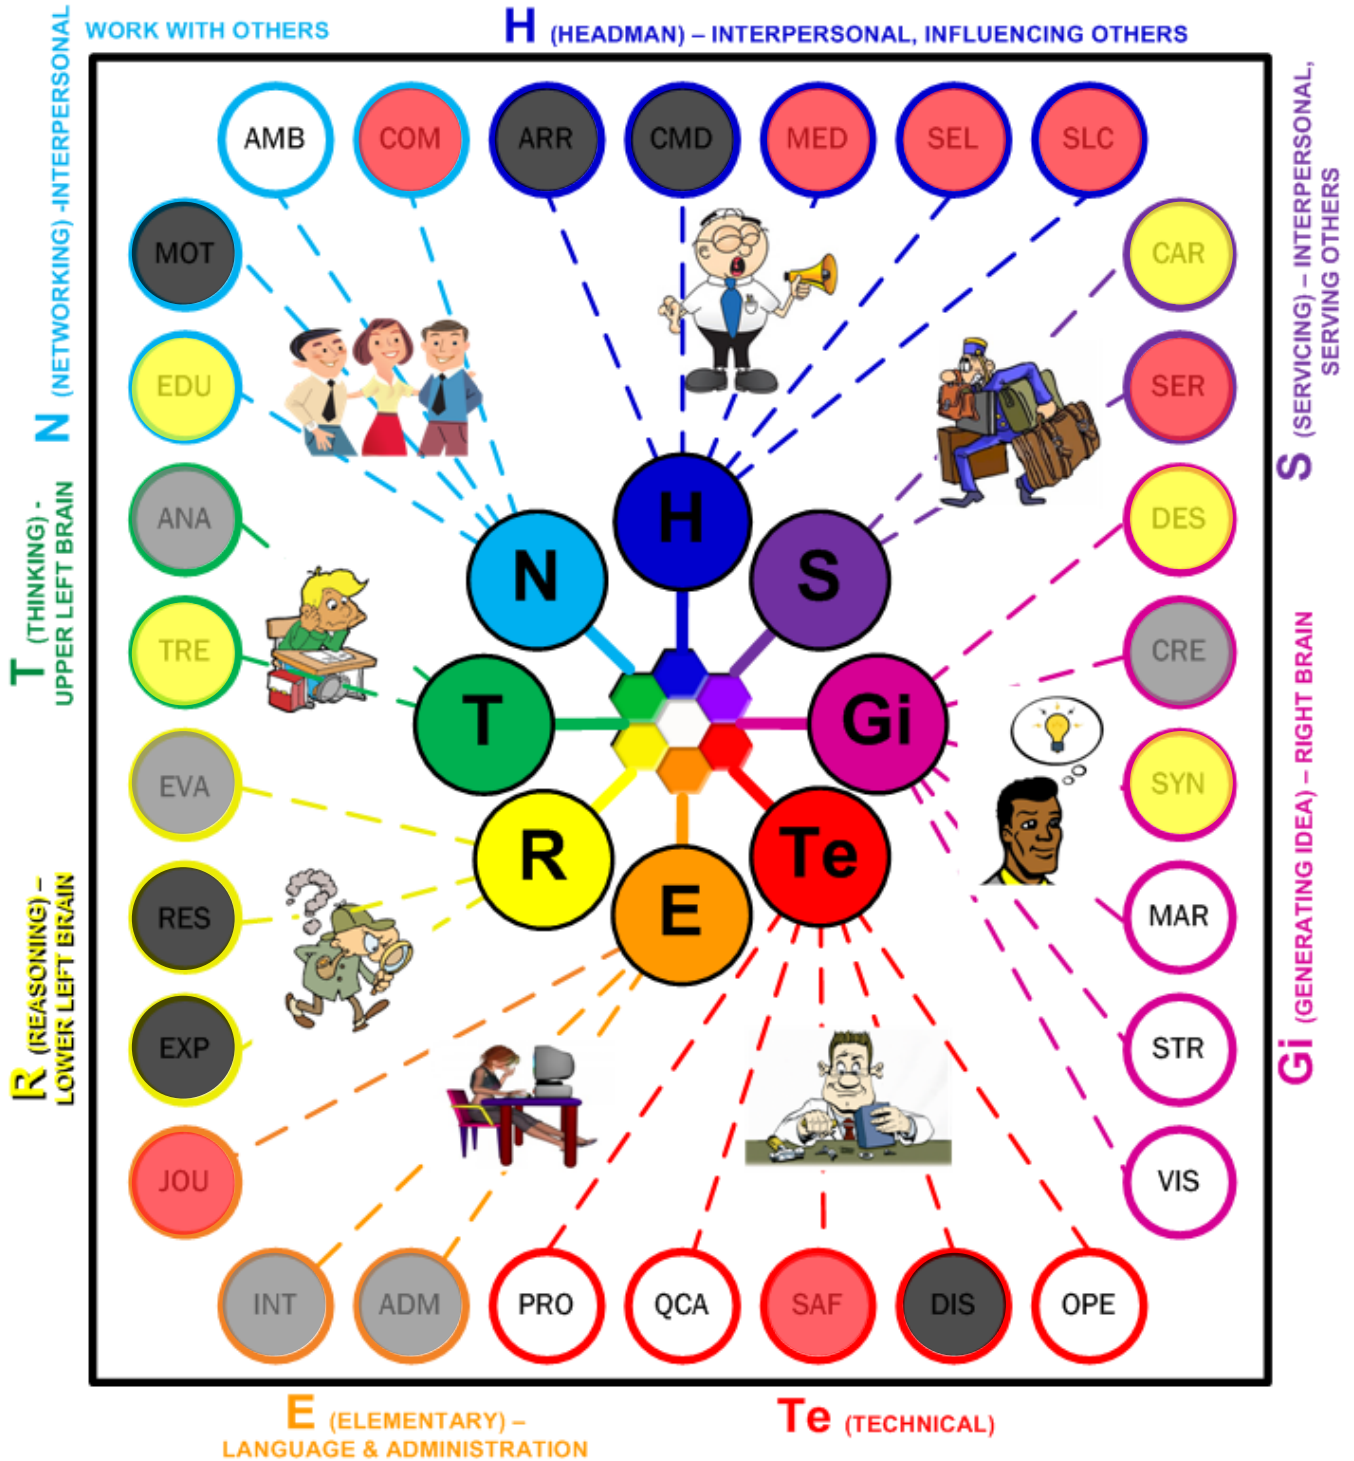 WORK WITH OTHERS
H (HEADMAN) – INTERPERSONAL, INFLUENCING OTHERS
N (NETWORKING) -INTERPERSONAL
T (THINKING) -
UPPER LEFT BRAIN
R (REASONING) –
LOWER LEFT BRAIN
S (SERVICING) – INTERPERSONAL,
SERVING OTHERS
Gi (GENERATING IDEA) – RIGHT BRAIN
AMB
COM
ARR
CMD
MED
SEL
SLC
MOT
CAR
EDU
SER
ANA
DES
TRE
CRE
EVA
SYN
RES
MAR
EXP
STR
JOU
VIS
INT
ADM
PRO
QCA
SAF
DIS
OPE
H
N
S
T
Gi
R
Te
E
E (ELEMENTARY) –
LANGUAGE & ADMINISTRATION
Te (TECHNICAL)